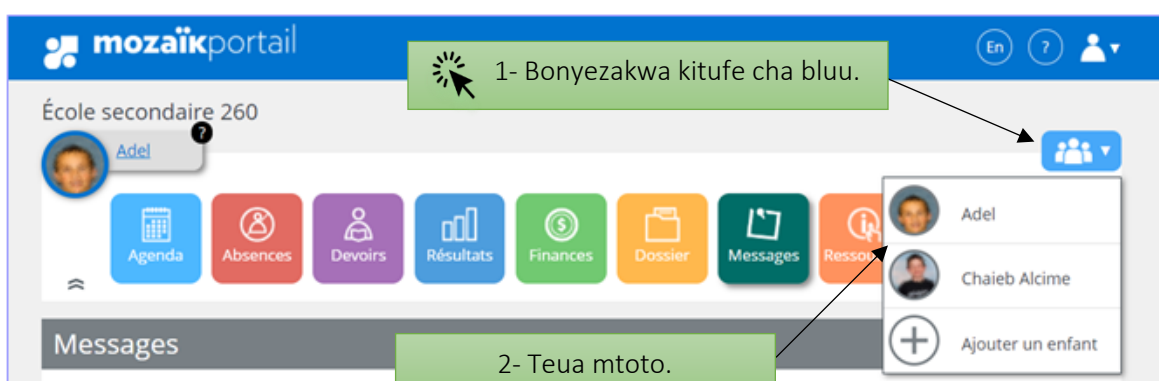 mozaïkportail
En ?
1- Bonyezakwa kitufe cha bluu.
École secondaire 260
?
Adel
Adel
Agenda
Absences
Devoirs
Résultats
Finances
Dossier
Messages
Chaieb Alcime
Messages
Ajouter un enfant
2- Teua mtoto.